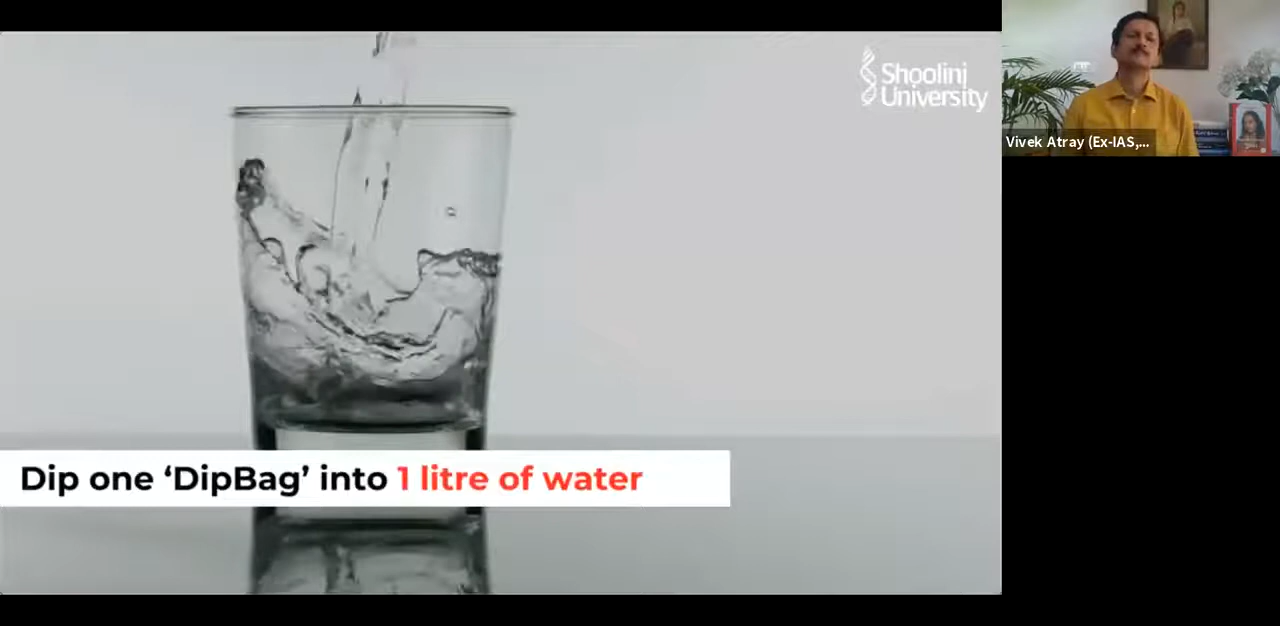 Shoolini
University
Vivek Atray (Ex-IAS,...
Dip one ‘DipBag’ into 1 litre of water